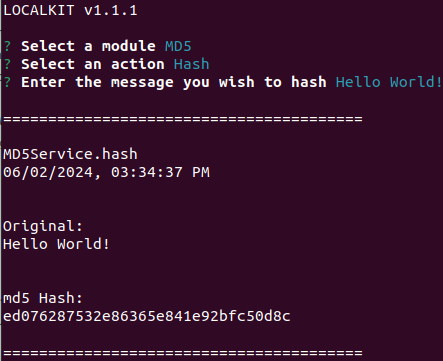 LOCALKIT v1.1.1
? Select a module MD5
? Select an action Hash
? Enter the message you wish to hash Hello World!
========================================
MD5Service.hash
06/02/2024, 03:34:37 PM
Original:
Hello World!
md5 Hash:
ed076287532e86365e841e92bfc50d8c
========================================